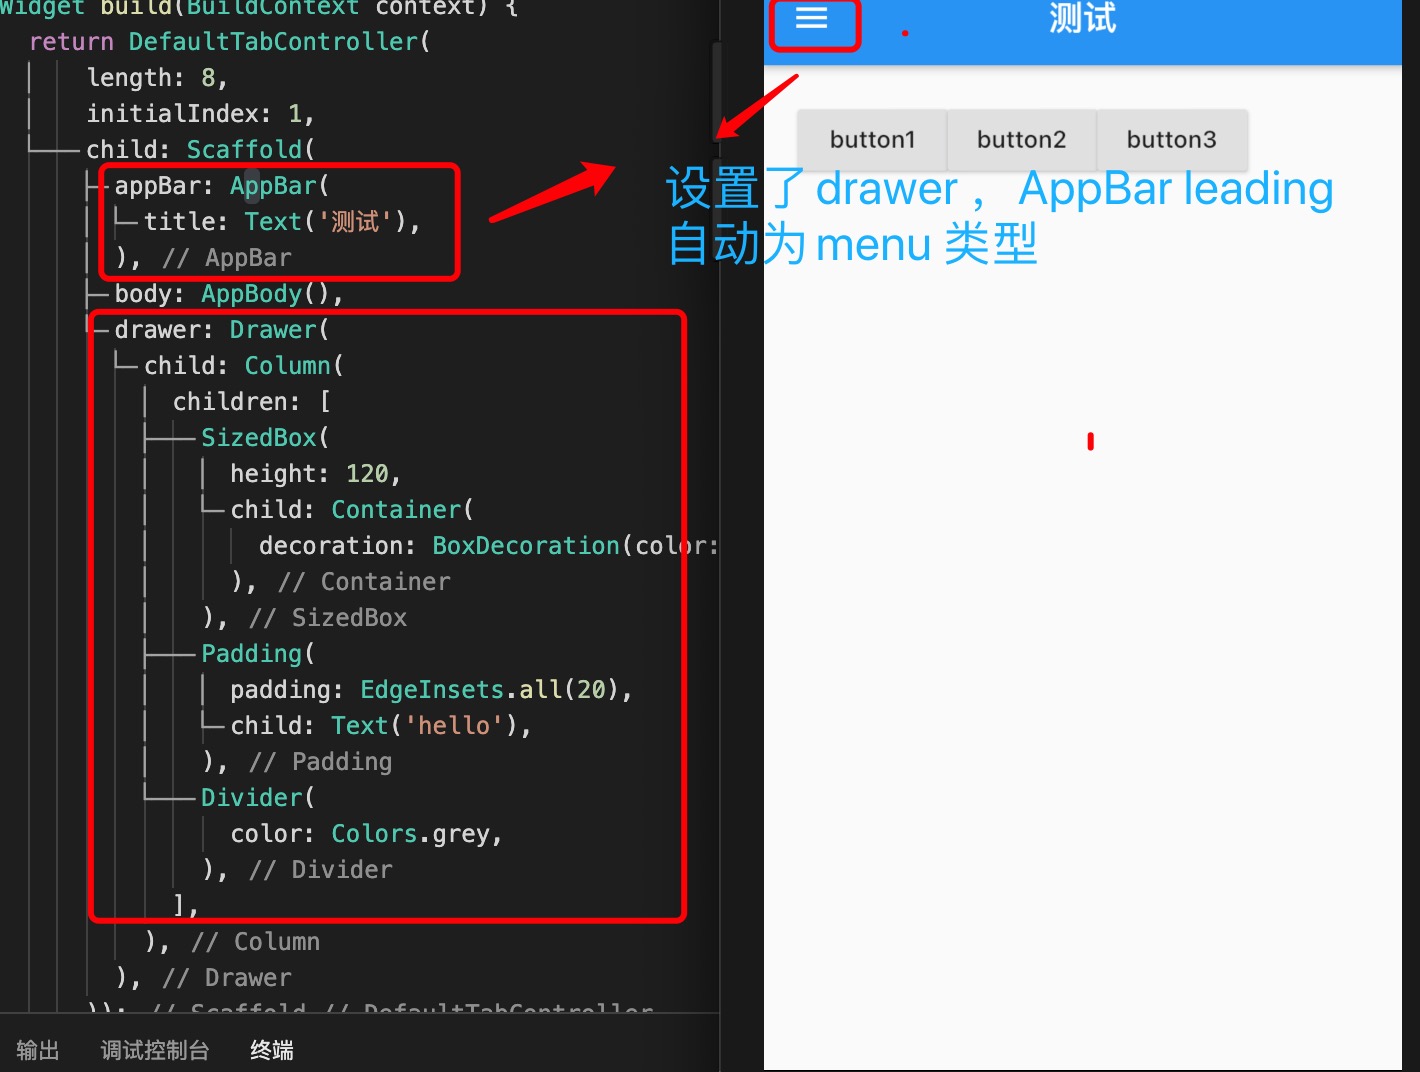 Widget build(BuildContext context) {
return DefaultTabController(
length: 8,
initialIndex: 1,
child: Scaffold(
appBar: AppBar(
title: Text('测试'),
), // AppBar
body: AppBody(),
drawer: Drawer(
child: Column(
children: [
SizedBox(
height: 120,
child: Container(
decoration: BoxDecoration(color:
), // Container
), // SizedBox
Padding(
padding: EdgeInsets.all(20),
child: Text('hello'),
), // Padding
Divider(
color: Colors.grey,
), // Divider
],
), // Column
), // Drawer
)); // Scaffold // DefaultTabController
输出 调试控制台 终端
测试
button1 button2 button3
设置了 drawer ， AppBar leading
自动为 menu 类型